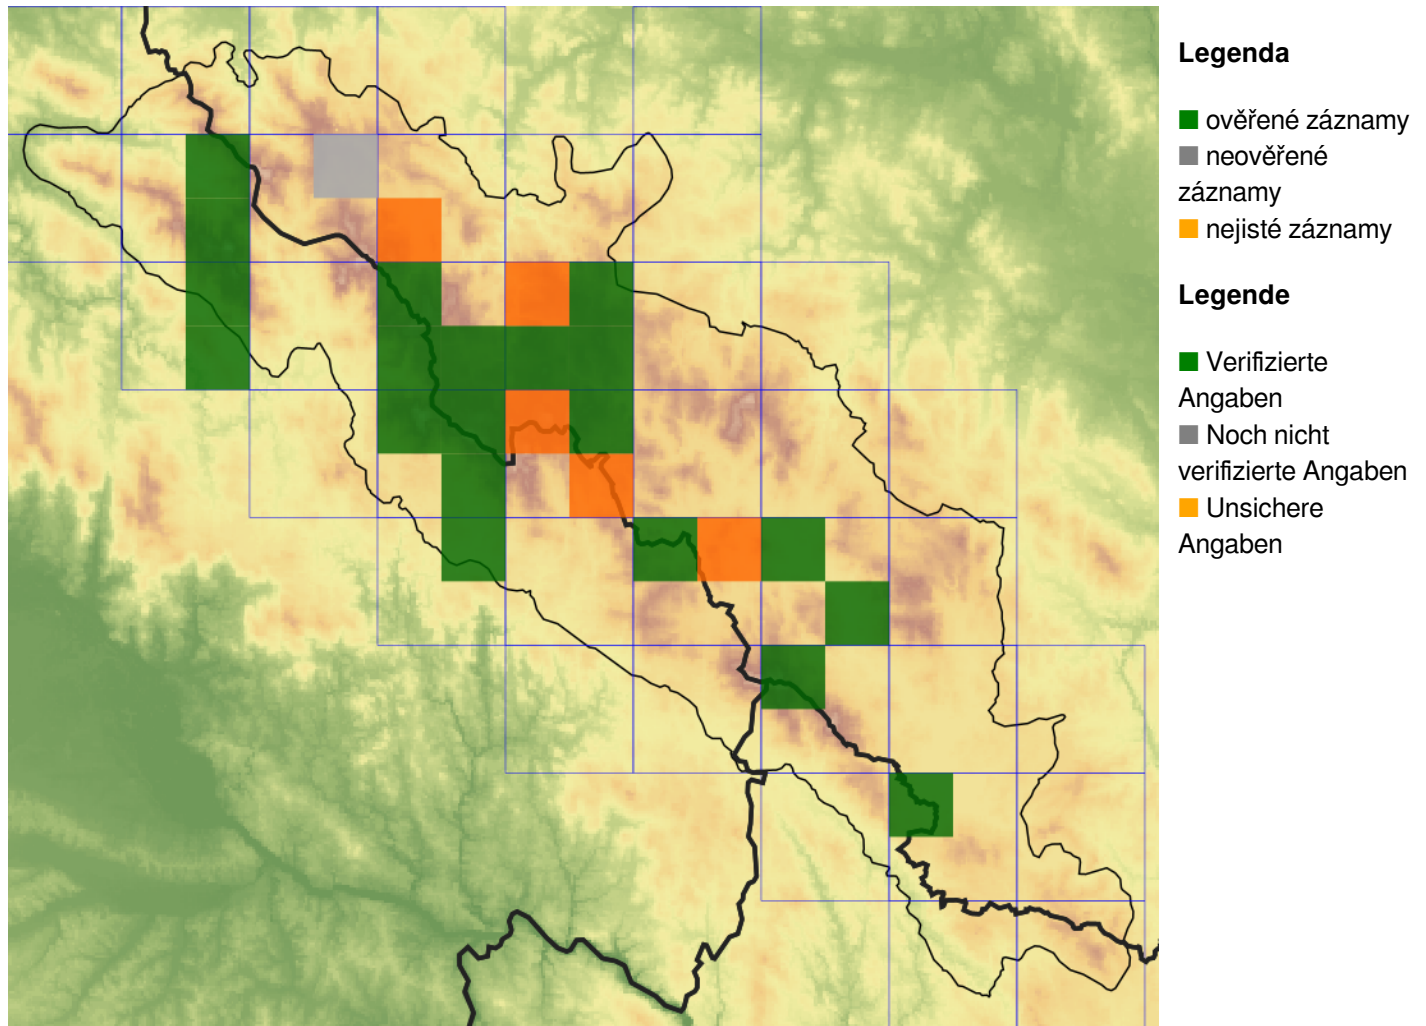 Legenda
ověřené záznamy
neověřené
záznamy
nejisté záznamy
Legende
Verifizierte
Angaben
Noch nicht
verifizierte Angaben
Unsichere
Angaben